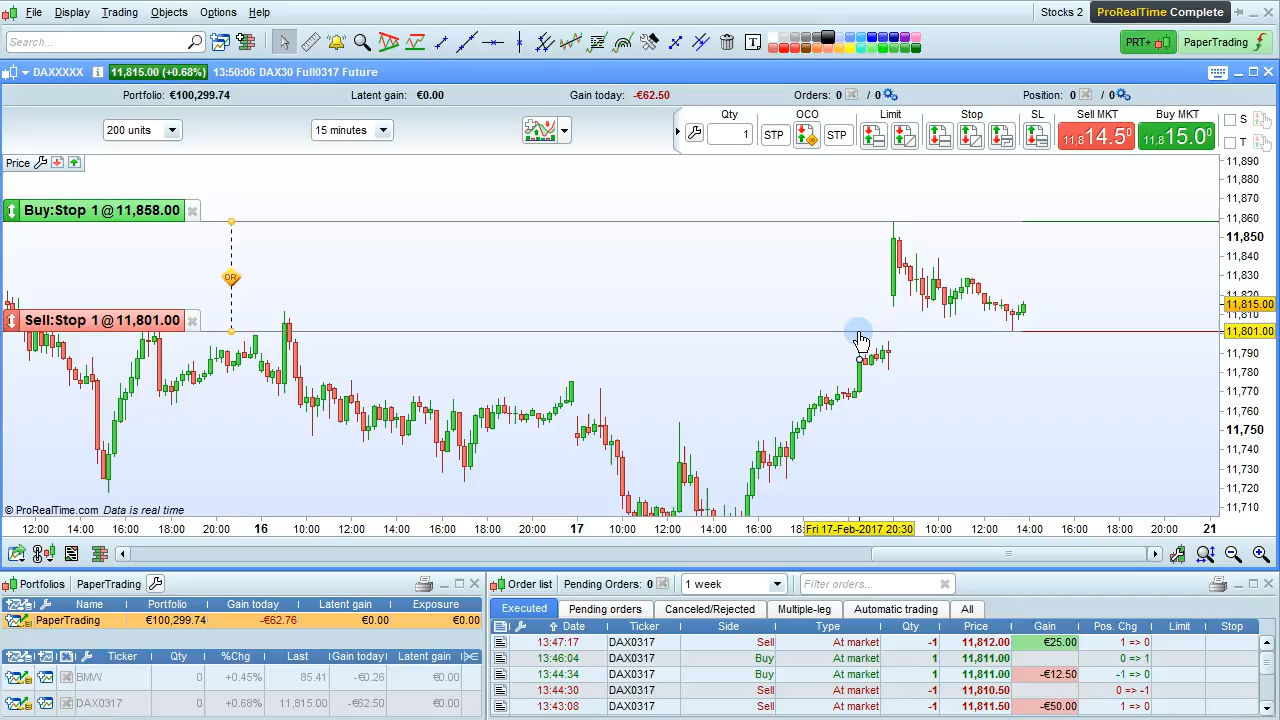 File Display Trading Objects Options Help Stocks 2 ProRealTime Complete
Search... T PRT+ PaperTrading
DAXXXXX i 11,815.00 (+0.68%) 13:50:06 DAX30 Full0317 Future
Portfolio: €100,299.74 Latent gain: €0.00 Gain today: -€62.50 Orders: 0 / 0 Position: 0 / 0
Qty OCO Limit Stop SL Sell MKT Buy MKT S
200 units 15 minutes 1 STP STP 11,8 14.5 0 11,8 15.0 0 T
Price
11,890
11,880
11,870
11,860
11,850
11,840
11,830
11,820
11,815.00
11,810
11,801.00
11,790
11,780
11,770
11,760
11,750
11,740
11,730
11,720
11,710
Buy:Stop 1 @ 11,858.00
OR
Sell:Stop 1 @ 11,801.00
© ProRealTime.com Data is real time
12:00 14:00 16:00 18:00 20:00 16 10:00 12:00 14:00 16:00 18:00 20:00 17 10:00 12:00 14:00 16:00 18:00 Fri 17-Feb-2017 20:30 10:00 12:00 14:00 16:00 18:00 20:00 21
Portfolios PaperTrading
Name Portfolio Gain today Latent gain Exposure
PaperTrading €100,299.74 -€62.76 €0.00 €0.00
Ticker Qty %Chg Last Gain today Latent gain
BMW 0 +0.45% 85.41 -€0.26 €0.00
DAX0317 0 +0.68% 11,815.00 -€62.50 €0.00
Order list Pending Orders: 0 1 week Filter orders...
Executed Pending orders Canceled/Rejected Multiple-leg Automatic trading All
Date Ticker Side Type Qty Price Gain Pos. Chg Limit Stop
13:47:17 DAX0317 Sell At market -1 11,812.00 €25.00 1 => 0
13:46:04 DAX0317 Buy At market 1 11,811.00 0 => 1
13:44:34 DAX0317 Buy At market 1 11,811.00 -€12.50 -1 => 0
13:44:30 DAX0317 Sell At market -1 11,810.50 0 => -1
13:43:08 DAX0317 Sell At market -1 11,811.50 -€50.00 1 => 0